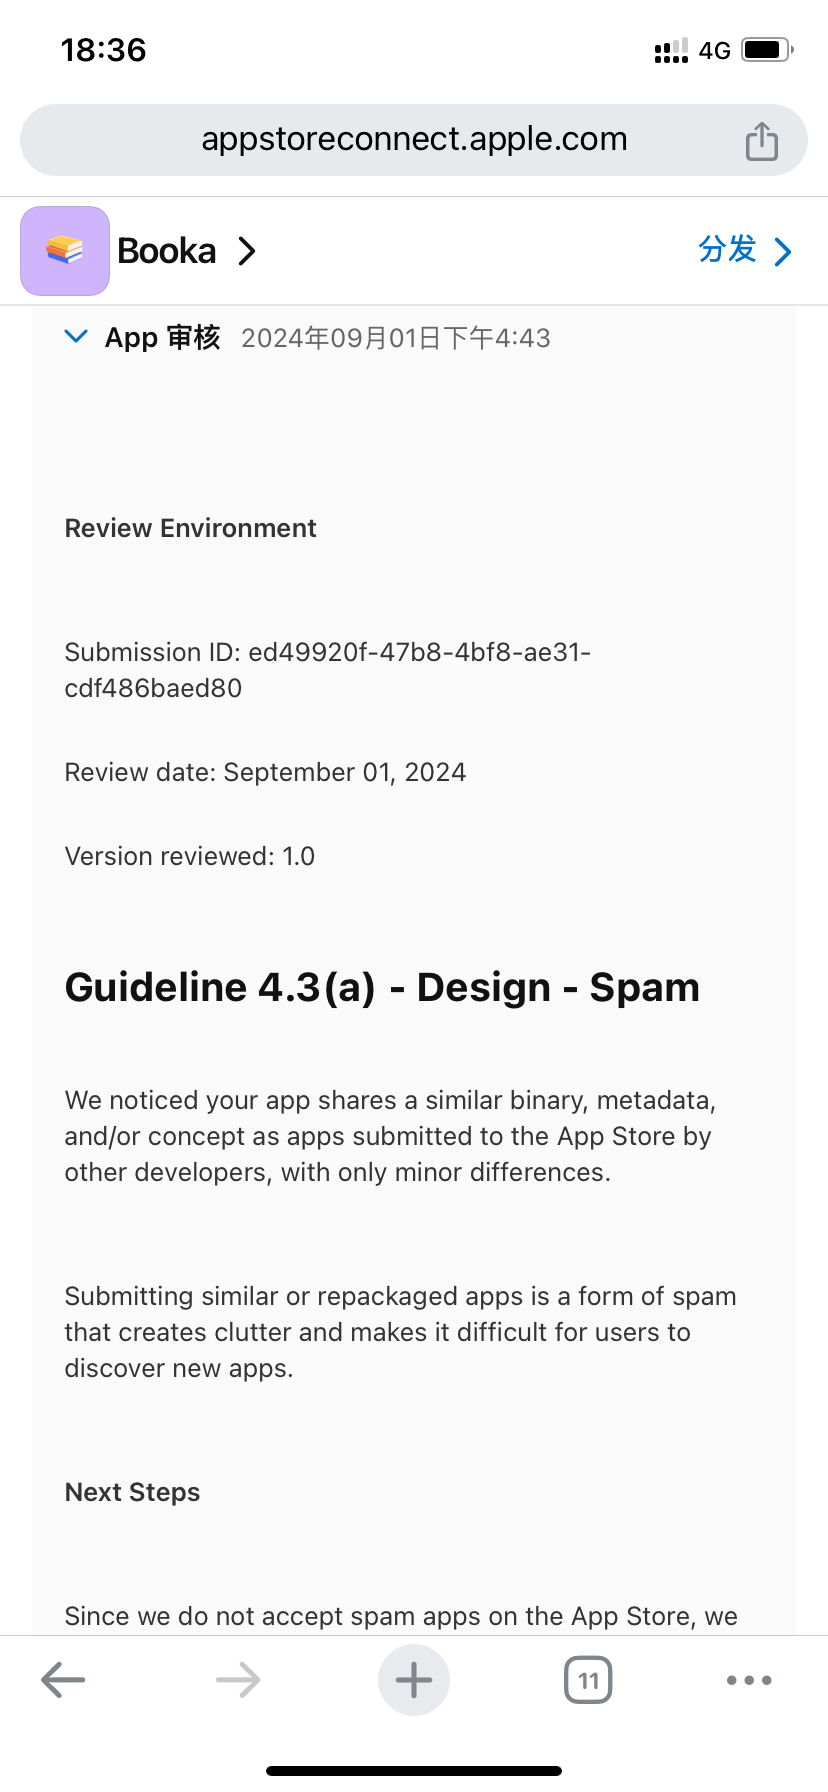 18:36
4G
appstoreconnect.apple.com
Booka
分发
App 审核 2024年09月01日下午4:43
Review Environment
Submission ID: ed49920f-47b8-4bf8-ae31-
cdf486baed80
Review date: September 01, 2024
Version reviewed: 1.0
Guideline 4.3(a) - Design - Spam
We noticed your app shares a similar binary, metadata,
and/or concept as apps submitted to the App Store by
other developers, with only minor differences.
Submitting similar or repackaged apps is a form of spam
that creates clutter and makes it difficult for users to
discover new apps.
Next Steps
Since we do not accept spam apps on the App Store, we
11